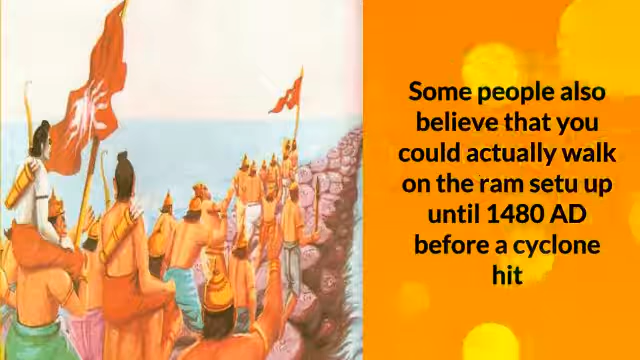 Some people also
believe that you
could actually walk
on the ram setu up
until 1480 AD
before a cyclone
hit